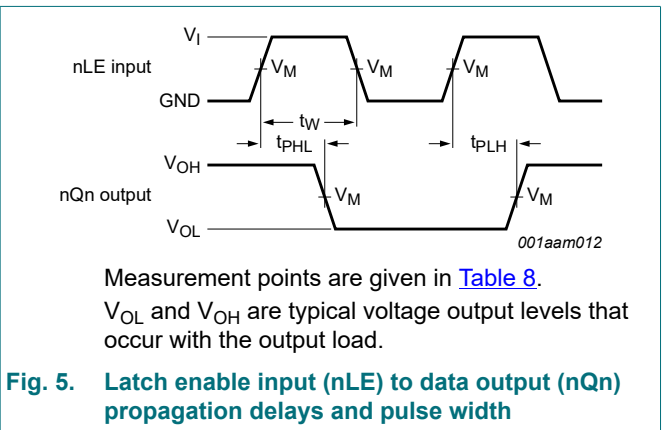 V_I
nLE input
V_M V_M V_M
GND
t_W
t_PHL t_PLH
V_OH
nQn output
V_M V_M
V_OL
001aam012
Measurement points are given in Table 8.
V_OL and V_OH are typical voltage output levels that
occur with the output load.
Fig. 5. Latch enable input (nLE) to data output (nQn)
propagation delays and pulse width